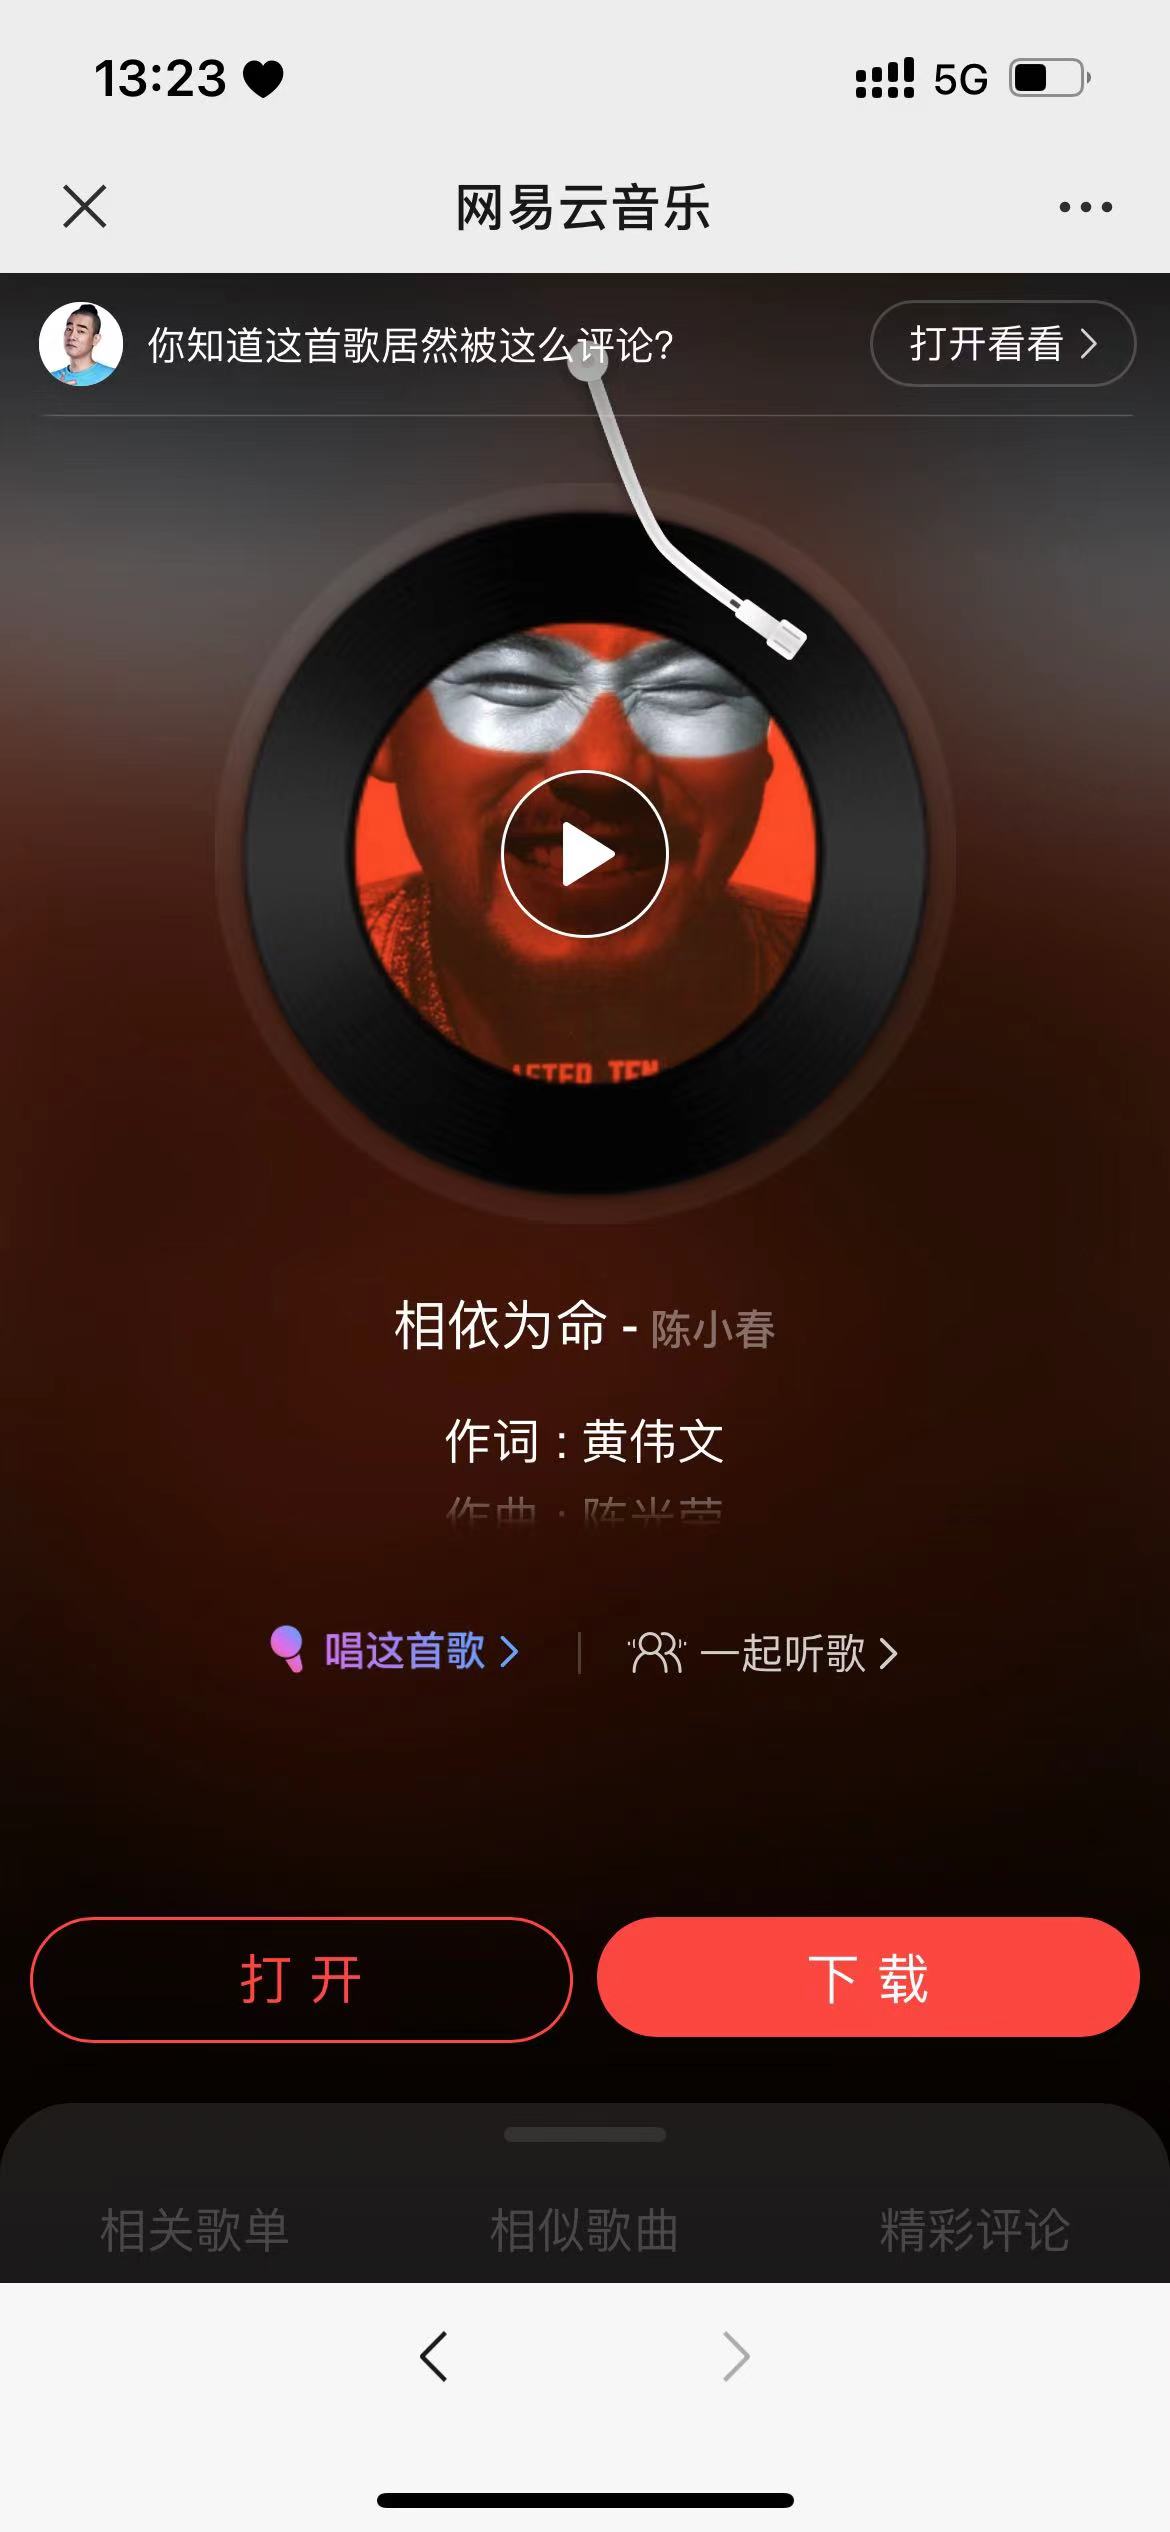 13:23
5G
网易云音乐
你知道这首歌居然被这么评论?
打开看看
AFTER TEN
相依为命 - 陈小春
作词 : 黄伟文
作曲 : 陈光荣
唱这首歌
一起听歌
打开
下载
相关歌单
相似歌曲
精彩评论